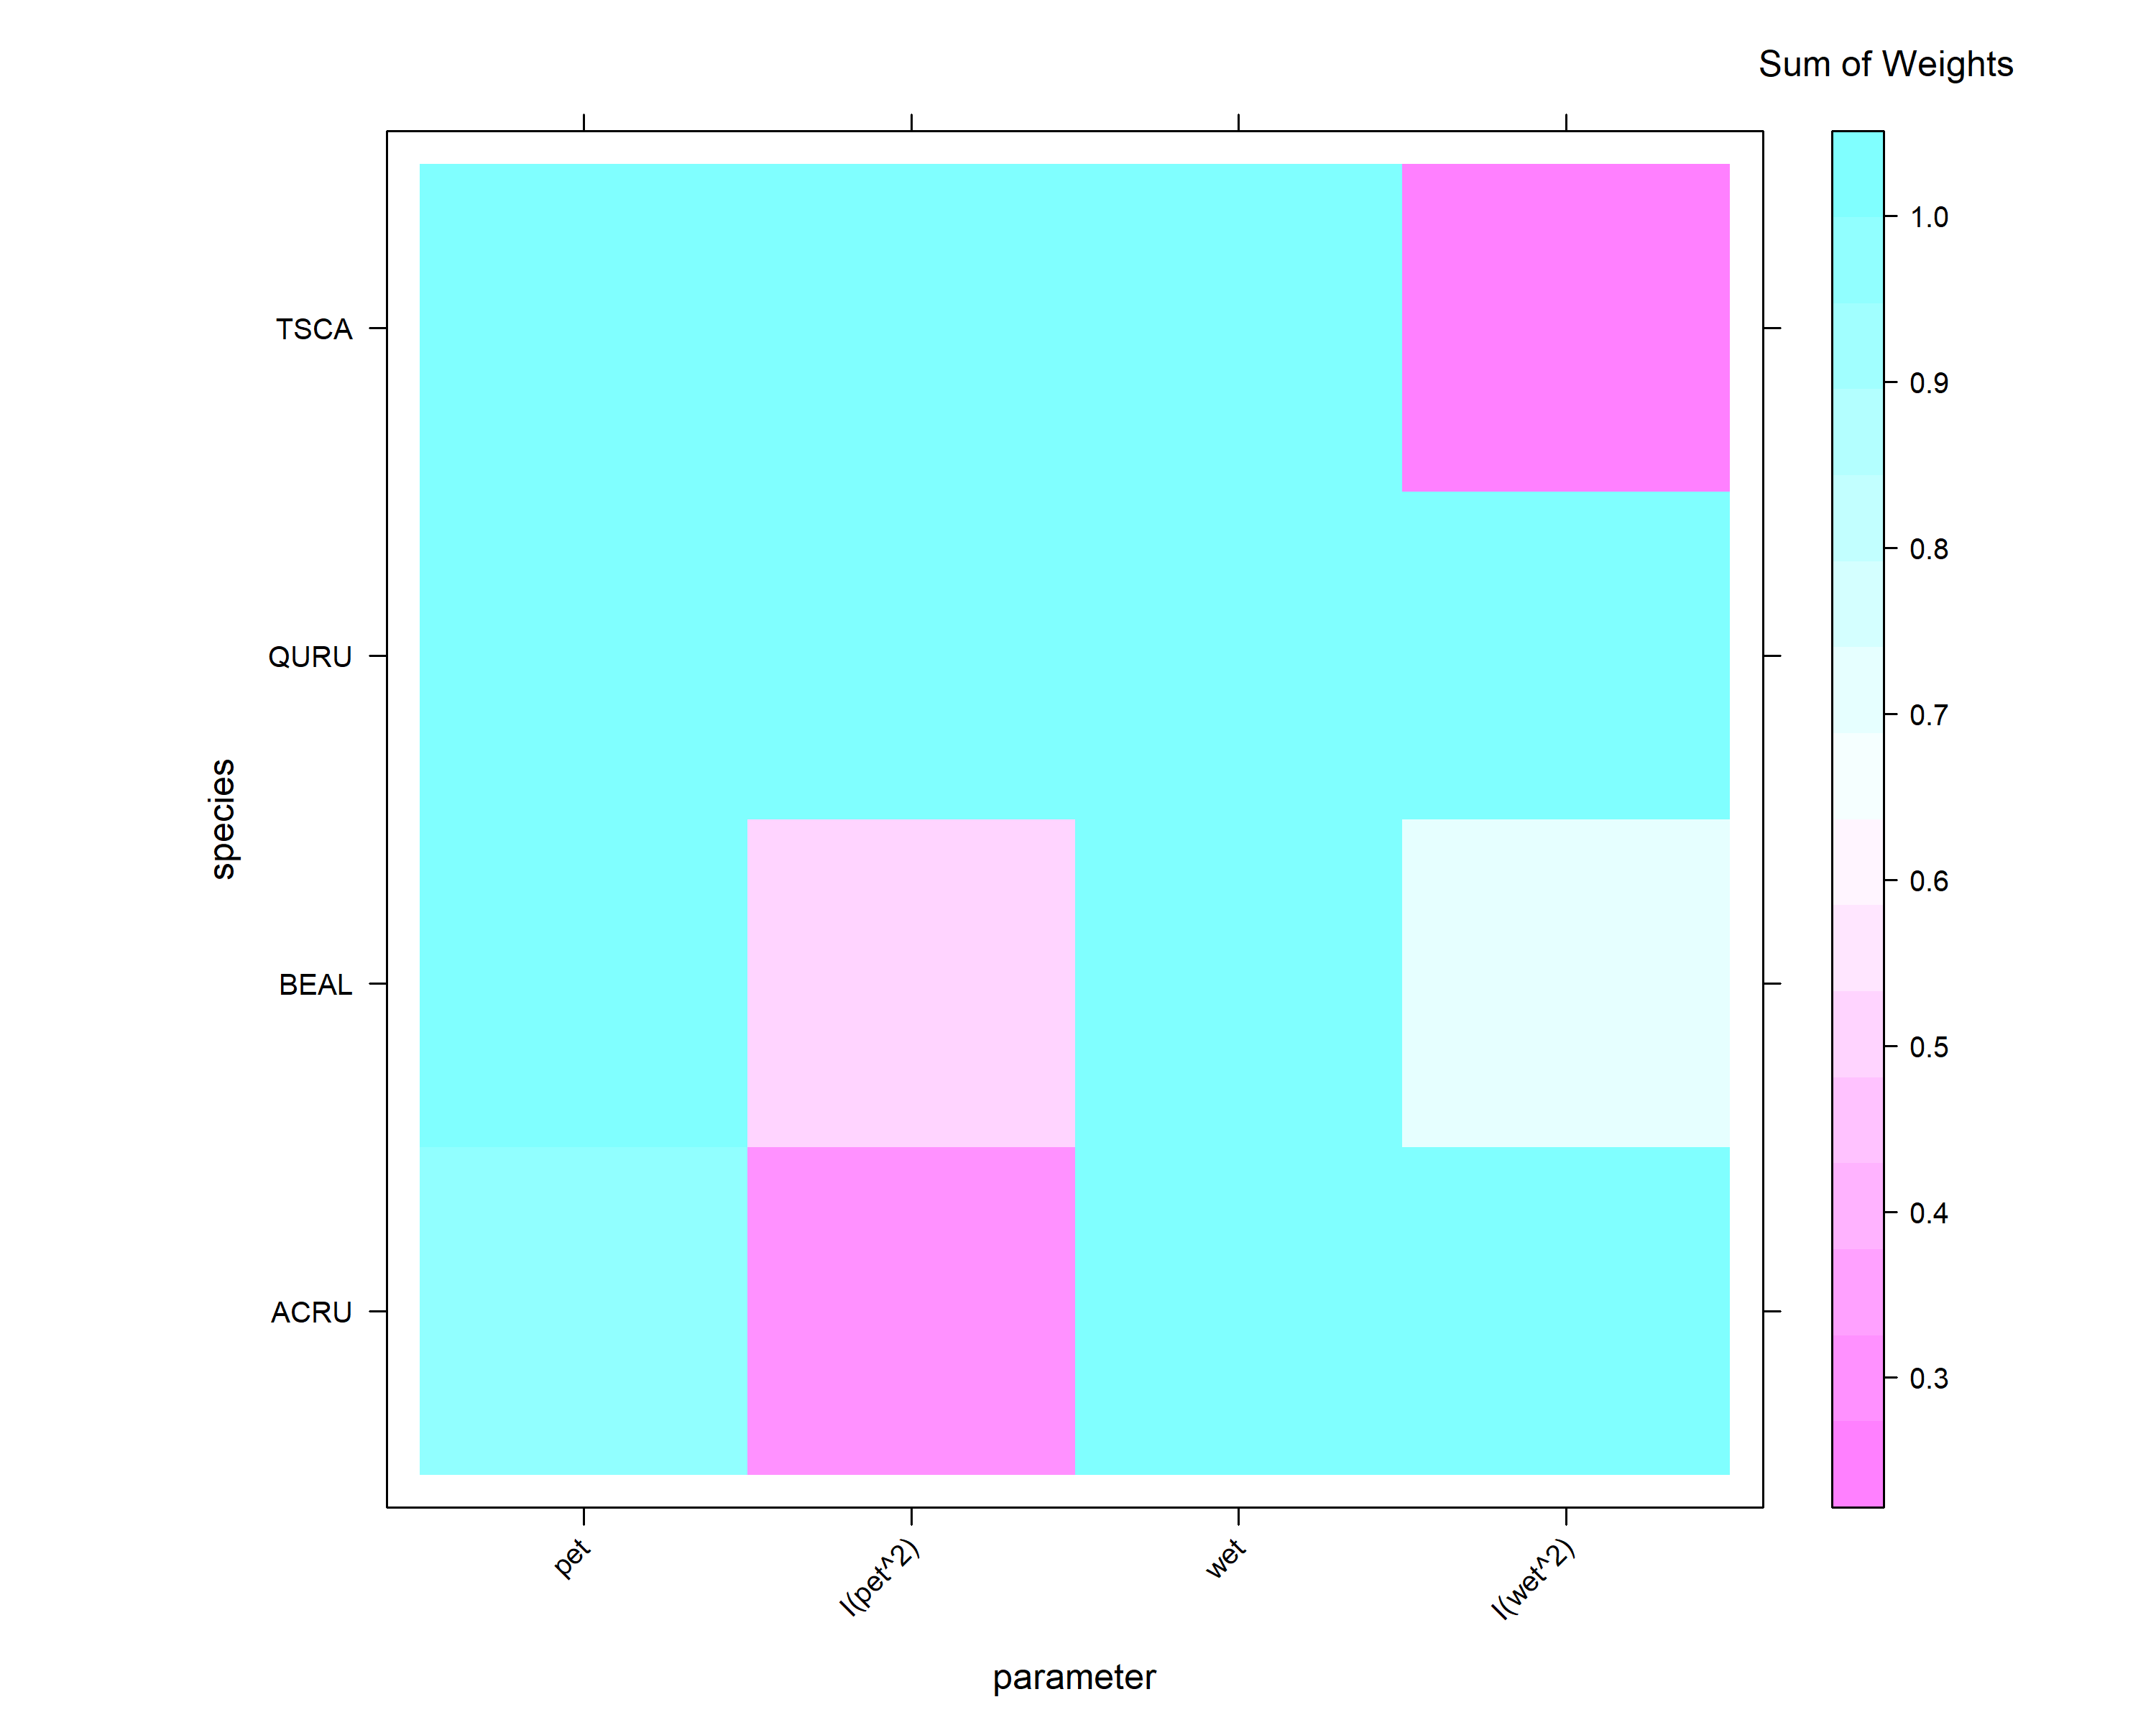 Sum of Weights
1.0
0.9
0.8
0.7
0.6
0.5
0.4
0.3
species
TSCA
QURU
BEAL
ACRU
pet
I(pet^2)
wet
I(wet^2)
parameter